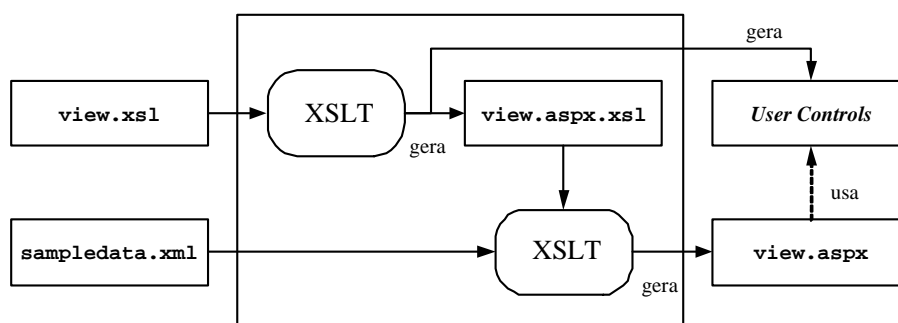 gera
view.xsl
XSLT
gera
view.aspx.xsl
User Controls
usa
sampledata.xml
XSLT
gera
view.aspx